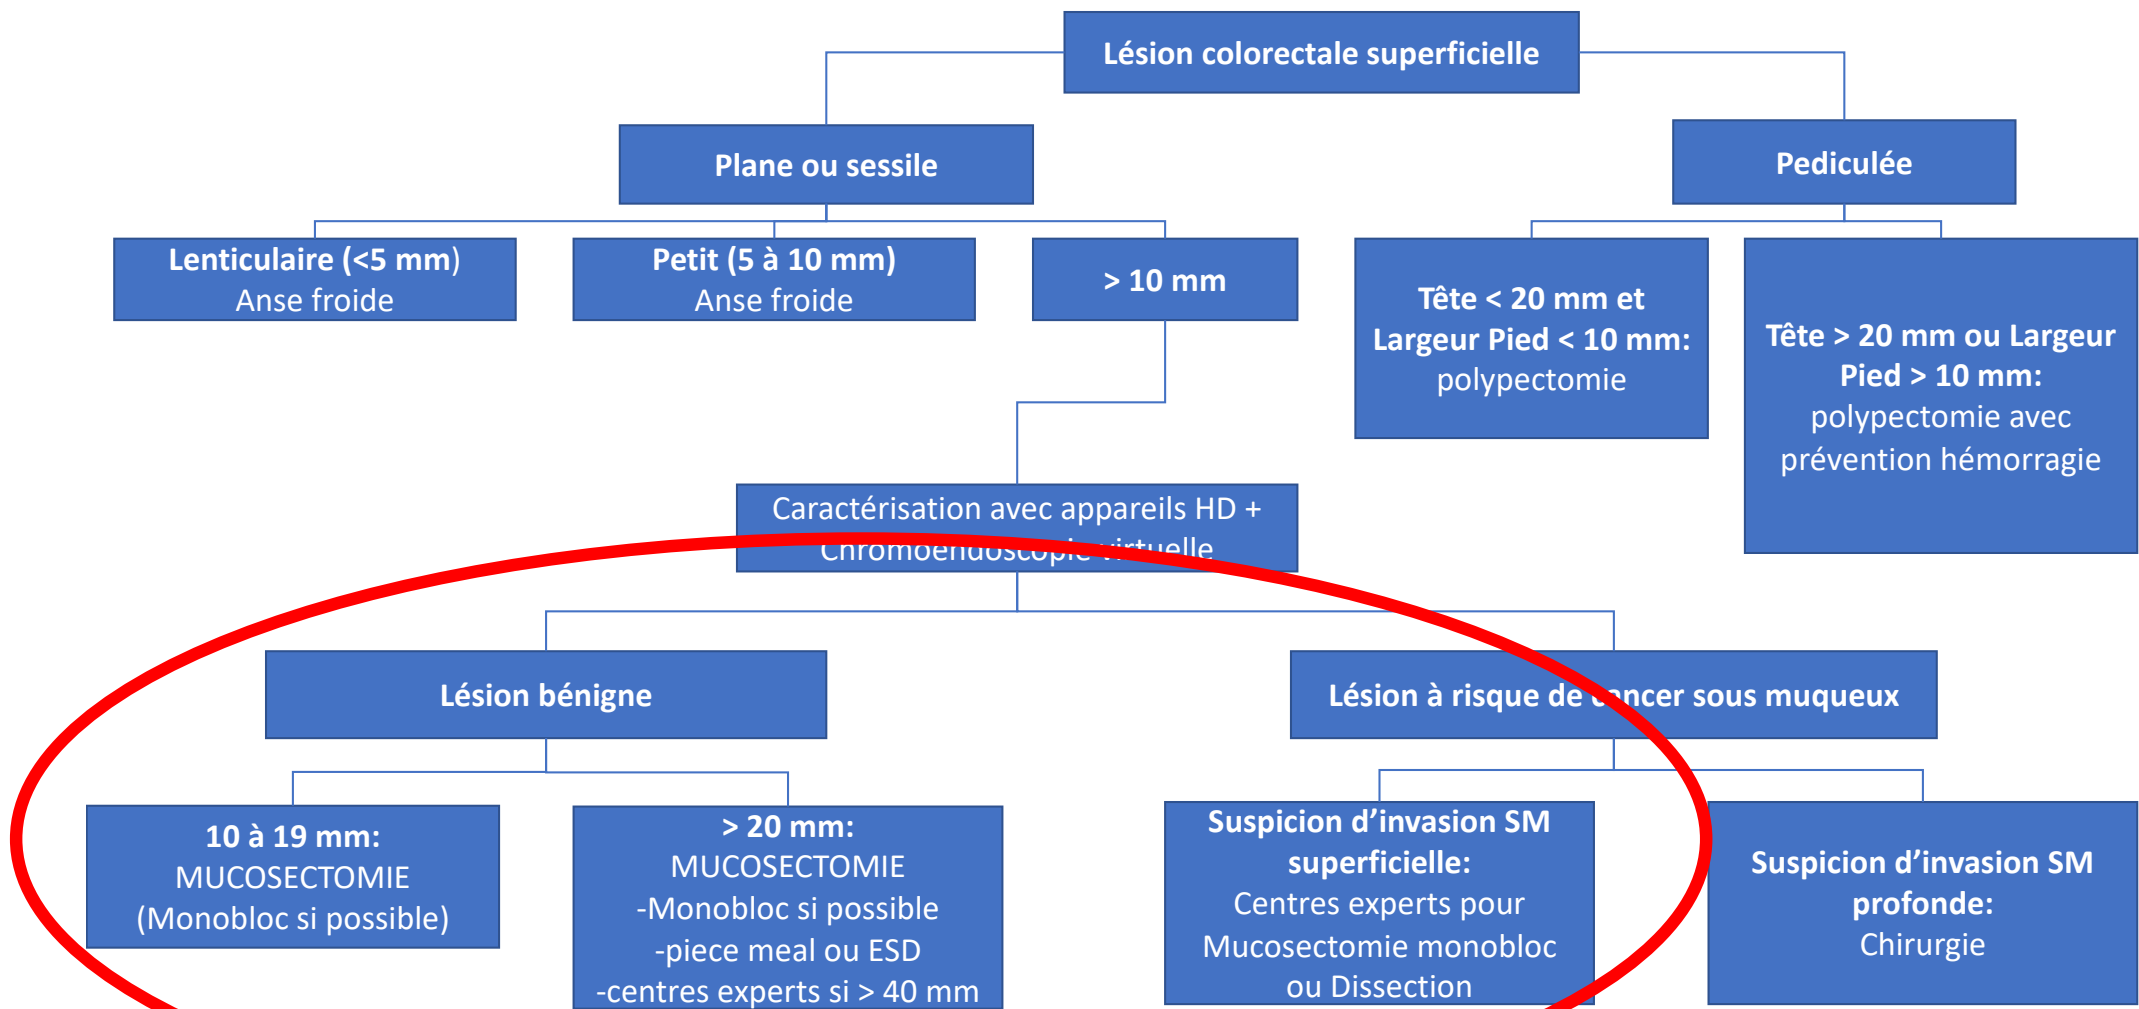 Lésion colorectale superficielle
Plane ou sessile
Pediculée
Lenticulaire (<5 mm)
Anse froide
Petit (5 à 10 mm)
Anse froide
> 10 mm
Tête < 20 mm et
Largeur Pied < 10 mm:
polypectomie
Tête > 20 mm ou Largeur
Pied > 10 mm:
polypectomie avec
prévention hémorragie
Caractérisation avec appareils HD +
Chromoendoscopie virtuelle
Lésion bénigne
Lésion à risque de cancer sous muqueux
10 à 19 mm:
MUCOSECTOMIE
(Monobloc si possible)
> 20 mm:
MUCOSECTOMIE
-Monobloc si possible
-piece meal ou ESD
-centres experts si > 40 mm
Suspicion d’invasion SM
superficielle:
Centres experts pour
Mucosectomie monobloc
ou Dissection
Suspicion d’invasion SM
profonde:
Chirurgie